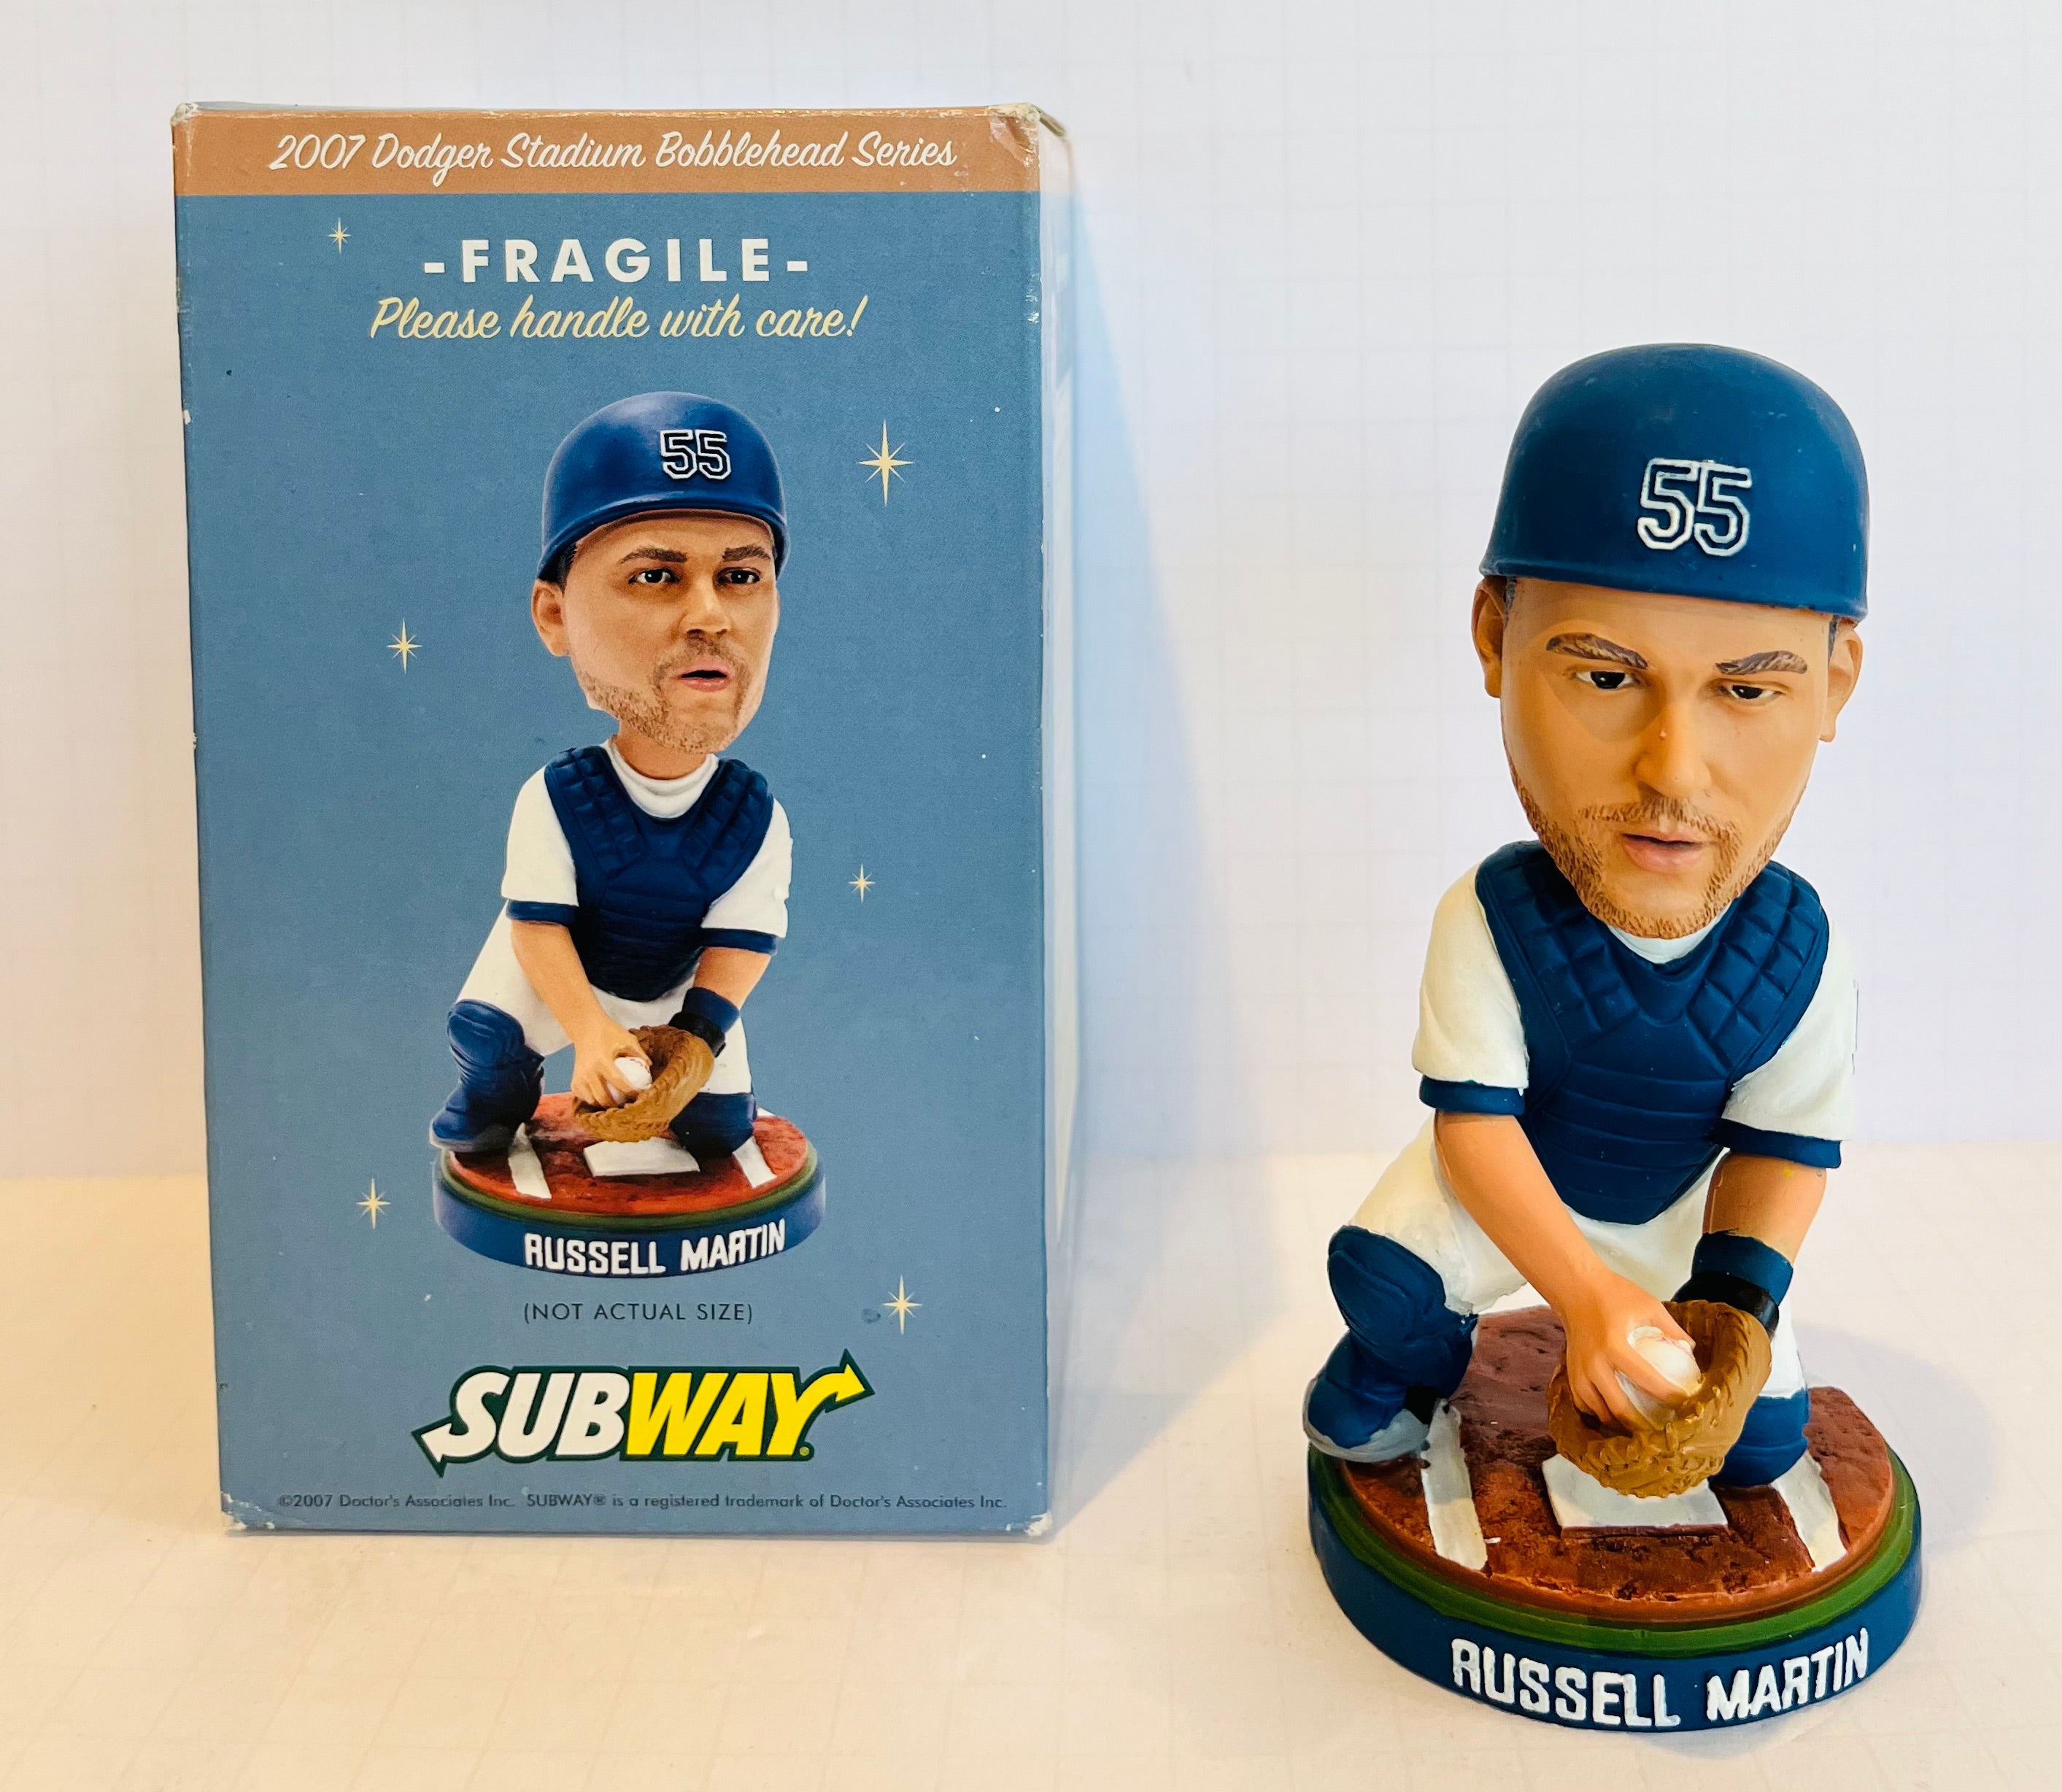 2007 Dodger Stadium Bobblehead Series
-FRAGILE-
Please handle with care!
55
RUSSELL MARTIN
(NOT ACTUAL SIZE)
SUBWAY
©2007 Doctor's Associates Inc. SUBWAY® is a registered trademark of Doctor's Associates Inc.
55
RUSSELL MARTIN